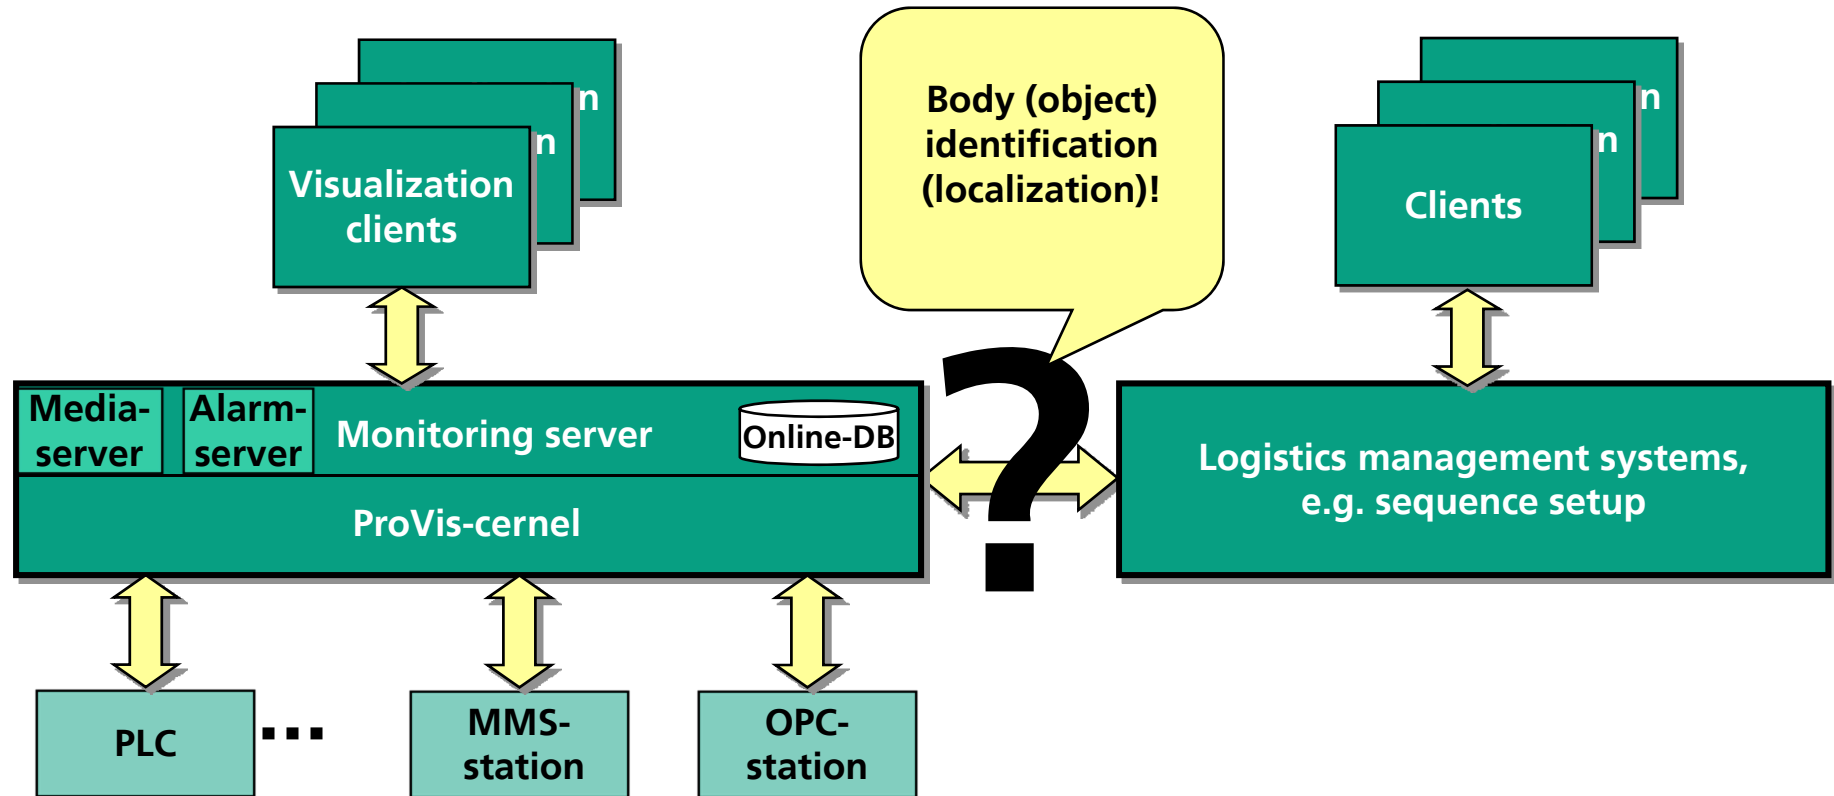 n
n
Visualization
clients
Body (object)
identification
(localization)!
n
n
Clients
?
Media-
server
Alarm-
server
Monitoring server
Online-DB
ProVis-cernel
Logistics management systems,
e.g. sequence setup
PLC
...
MMS-
station
OPC-
station